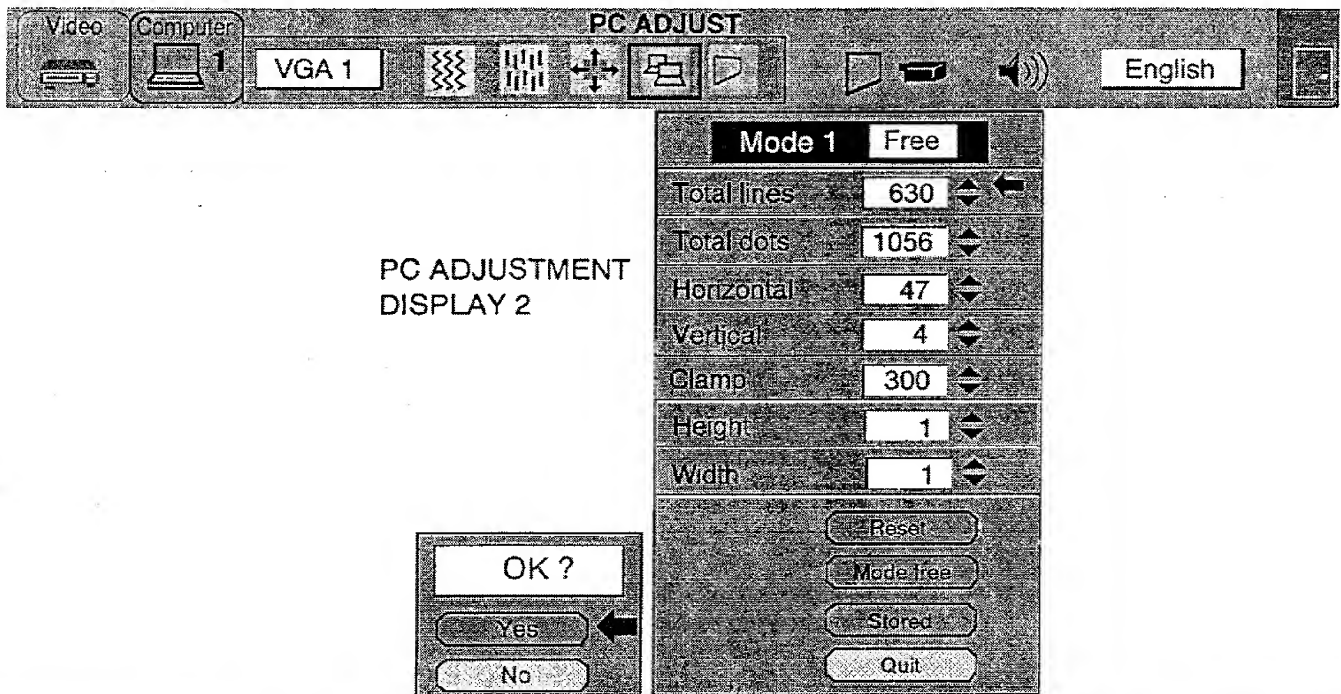 PC ADJUST
Video Computer
1 VGA 1 English
Mode 1 Free
Total lines 630
Total dots 1056
Horizontal 47
Vertical 4
Clamp 300
Height 1
Width 1
Reset
Mode free
Stored
Quit
PC ADJUSTMENT
DISPLAY 2
OK ?
Yes
No